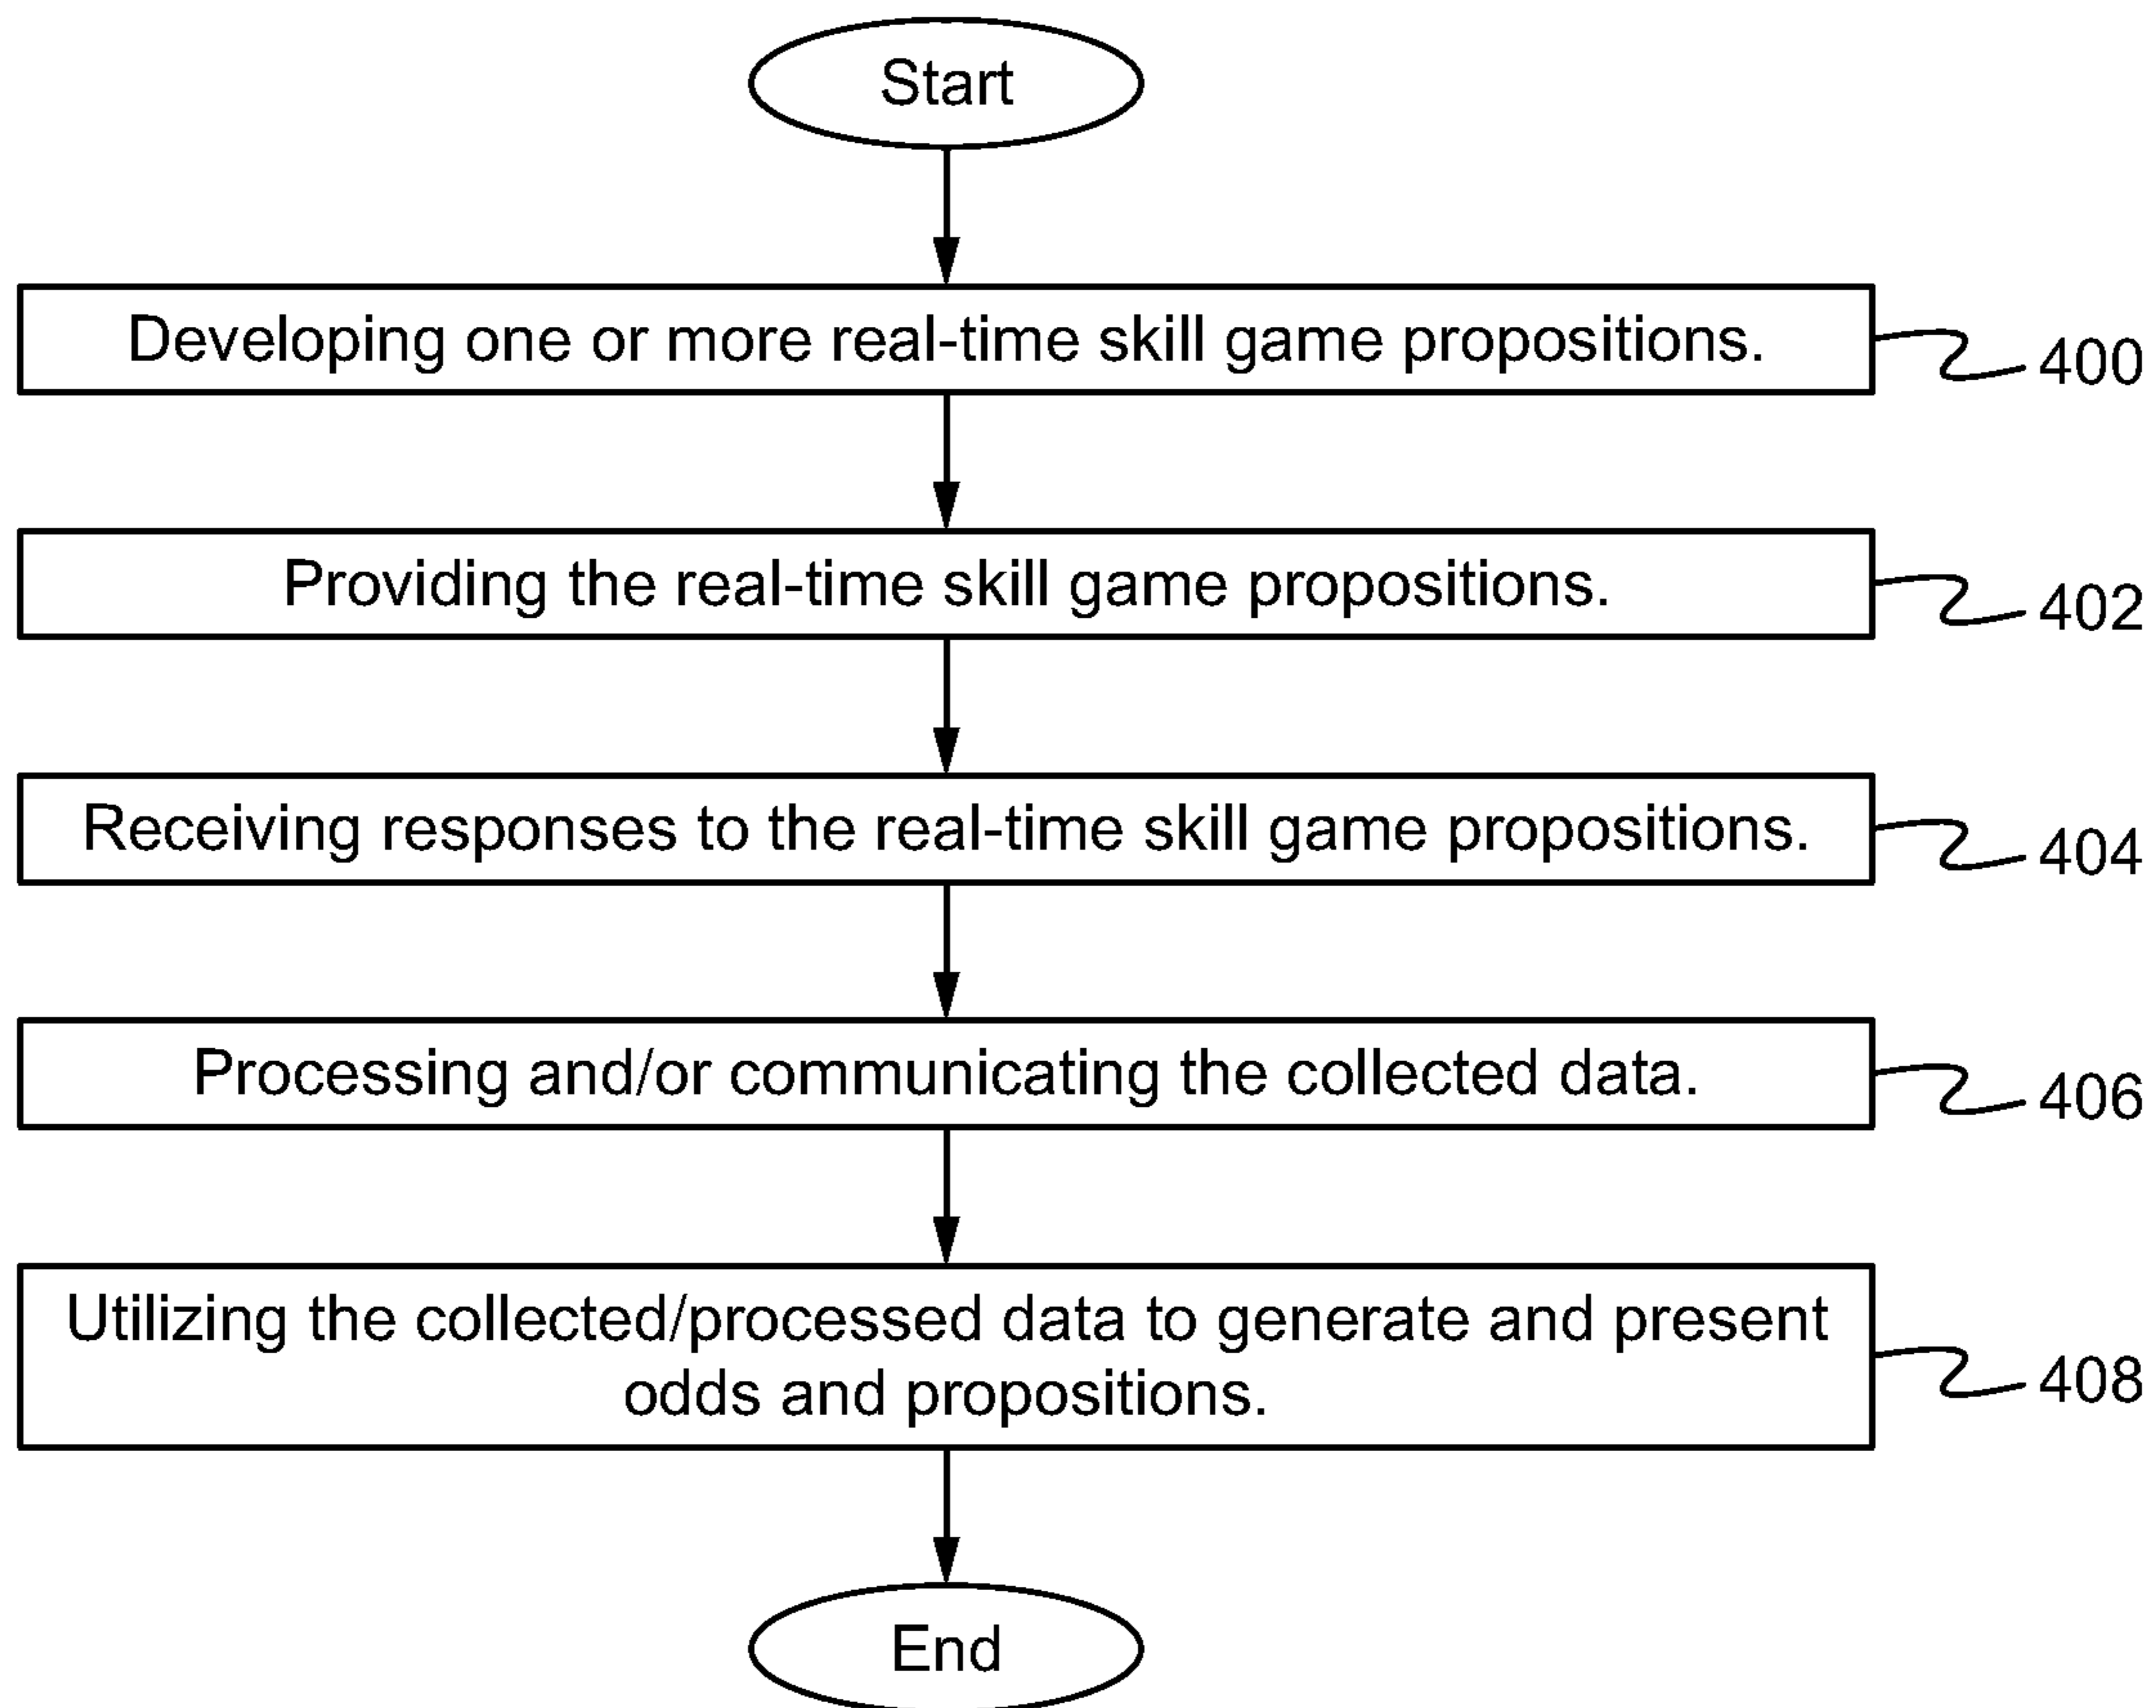 Start
Developing one or more real-time skill game propositions.
400
Providing the real-time skill game propositions.
402
Receiving responses to the real-time skill game propositions.
404
Processing and/or communicating the collected data.
406
Utilizing the collected/processed data to generate and present
odds and propositions.
408
End